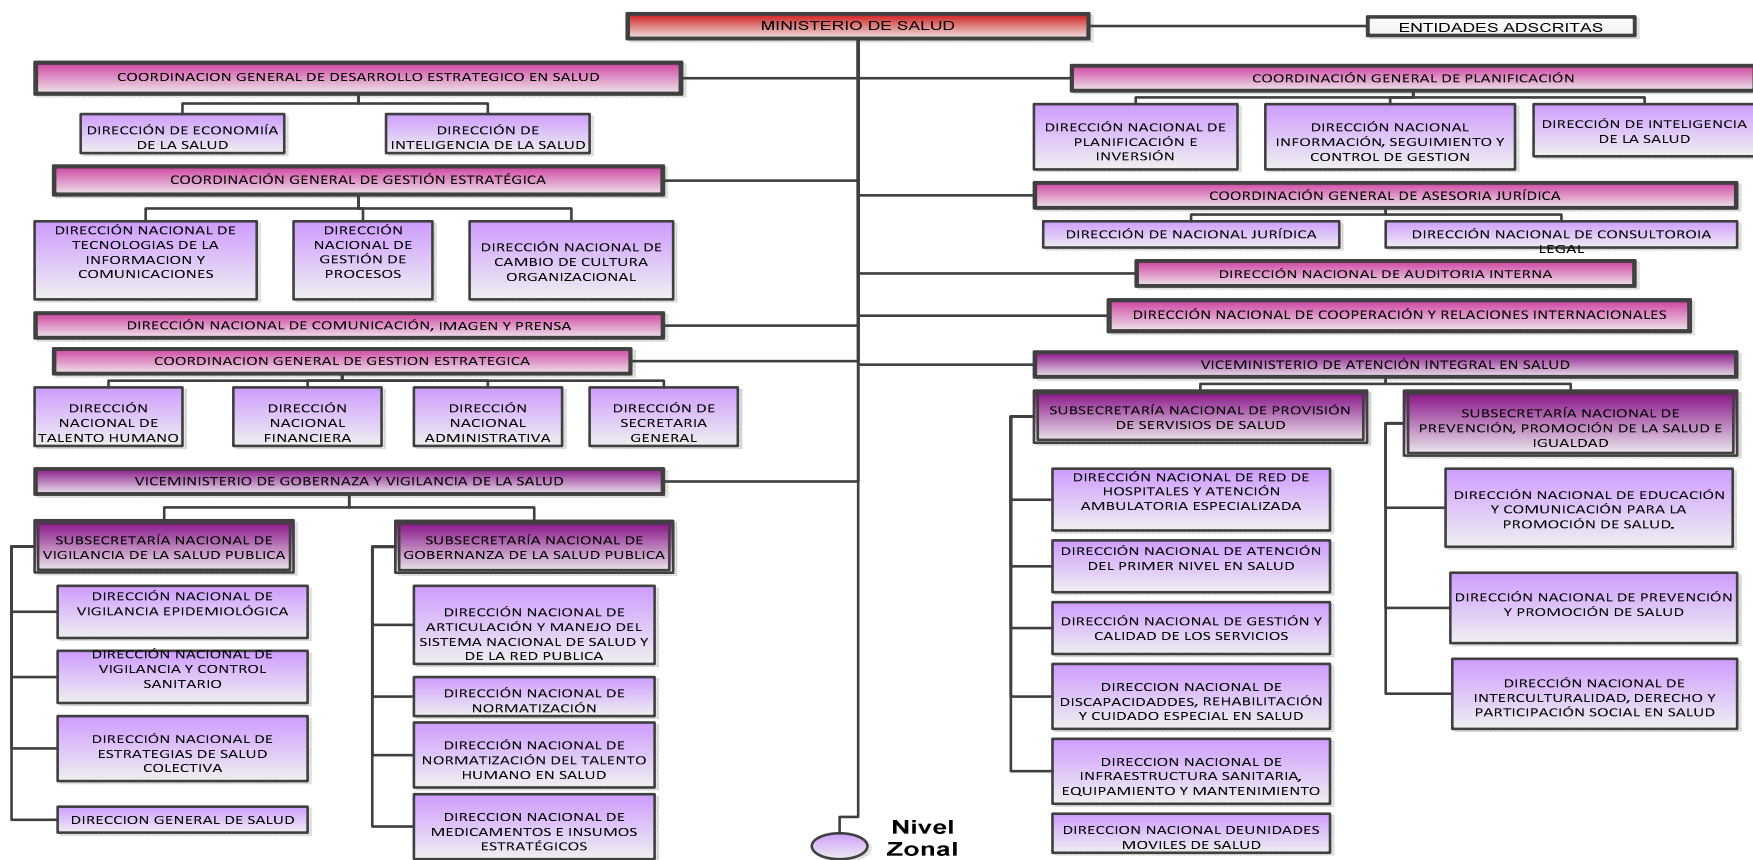 MINISTERIO DE SALUD
ENTIDADES ADSCRITAS
COORDINACION GENERAL DE DESARROLLO ESTRATEGICO EN SALUD
DIRECCIÓN DE ECONOMIÍA
DE LA SALUD
DIRECCIÓN DE
INTELIGENCIA DE LA SALUD
COORDINACIÓN GENERAL DE GESTIÓN ESTRATÉGICA
DIRECCIÓN NACIONAL DE
TECNOLOGIAS DE LA
INFORMACION Y
COMUNICACIONES
DIRECCIÓN
NACIONAL DE
GESTIÓN DE
PROCESOS
DIRECCIÓN NACIONAL DE
CAMBIO DE CULTURA
ORGANIZACIONAL
DIRECCIÓN NACIONAL DE COMUNICACIÓN, IMAGEN Y PRENSA
COORDINACION GENERAL DE GESTION ESTRATEGICA
DIRECCIÓN
NACIONAL DE
TALENTO HUMANO
DIRECCIÓN
NACIONAL
FINANCIERA
DIRECCIÓN
NACIONAL
ADMINISTRATIVA
DIRECCIÓN DE
SECRETARIA
GENERAL
VICEMINISTERIO DE GOBERNAZA Y VIGILANCIA DE LA SALUD
SUBSECRETARÍA NACIONAL DE
VIGILANCIA DE LA SALUD PUBLICA
DIRECCIÓN NACIONAL DE
VIGILANCIA EPIDEMIOLÓGICA
DIRECCIÓN NACIONAL DE
VIGILANCIA Y CONTROL
SANITARIO
DIRECCIÓN NACIONAL DE
ESTRATEGIAS DE SALUD
COLECTIVA
DIRECCION GENERAL DE SALUD
SUBSECRETARÍA NACIONAL DE
GOBERNANZA DE LA SALUD PUBLICA
DIRECCIÓN NACIONAL DE
ARTICULACIÓN Y MANEJO DEL
SISTEMA NACIONAL DE SALUD Y
DE LA RED PUBLICA
DIRECCIÓN NACIONAL DE
NORMATIZACIÓN
DIRECCIÓN NACIONAL DE
NORMATIZACIÓN DEL TALENTO
HUMANO EN SALUD
DIRECCION NACIONAL DE
MEDICAMENTOS E INSUMOS
ESTRATÉGICOS
COORDINACIÓN GENERAL DE PLANIFICACIÓN
DIRECCIÓN NACIONAL DE
PLANIFICACIÓN E
INVERSIÓN
DIRECCIÓN NACIONAL
INFORMACIÓN, SEGUIMIENTO Y
CONTROL DE GESTION
DIRECCIÓN DE INTELIGENCIA
DE LA SALUD
COORDINACIÓN GENERAL DE ASESORIA JURÍDICA
DIRECCIÓN DE NACIONAL JURÍDICA
DIRECCIÓN NACIONAL DE CONSULTOROIA
LEGAL
DIRECCIÓN NACIONAL DE AUDITORIA INTERNA
DIRECCIÓN NACIONAL DE COOPERACIÓN Y RELACIONES INTERNACIONALES
VICEMINISTERIO DE ATENCIÓN INTEGRAL EN SALUD
SUBSECRETARÍA NACIONAL DE PROVISIÓN
DE SERVISIOS DE SALUD
DIRECCIÓN NACIONAL DE RED DE
HOSPITALES Y ATENCIÓN
AMBULATORIA ESPECIALIZADA
DIRECCIÓN NACIONAL DE ATENCIÓN
DEL PRIMER NIVEL EN SALUD
DIRECCIÓN NACIONAL DE GESTIÓN Y
CALIDAD DE LOS SERVICIOS
DIRECCION NACIONAL DE
DISCAPACIDADDES, REHABILITACIÓN
Y CUIDADO ESPECIAL EN SALUD
DIRECCION NACIONAL DE
INFRAESTRUCTURA SANITARIA,
EQUIPAMIENTO Y MANTENIMIENTO
DIRECCION NACIONAL DEUNIDADES
MOVILES DE SALUD
SUBSECRETARÍA NACIONAL DE
PREVENCIÓN, PROMOCIÓN DE LA SALUD E
IGUALDAD
DIRECCIÓN NACIONAL DE EDUCACIÓN
Y COMUNICACIÓN PARA LA
PROMOCIÓN DE SALUD.
DIRECCIÓN NACIONAL DE PREVENCIÓN
Y PROMOCIÓN DE SALUD
DIRECCIÓN NACIONAL DE
INTERCULTURALIDAD, DERECHO Y
PARTICIPACIÓN SOCIAL EN SALUD
Nivel
Zonal